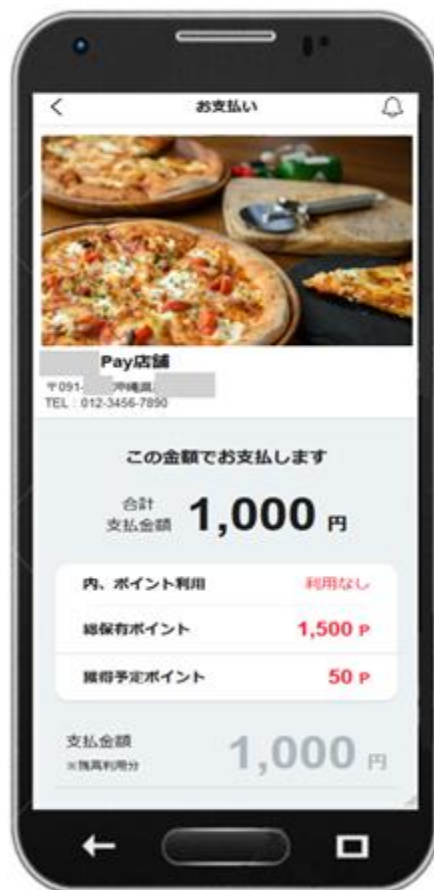 お支払い
Pay店舗
〒091- 沖縄県
TEL : 012-3456-7890
この金額でお支払します
合計
支払金額 1,000 円
内、ポイント利用 利用なし
総保有ポイント 1,500 P
獲得予定ポイント 50 P
支払金額
※残高利用分 1,000 円